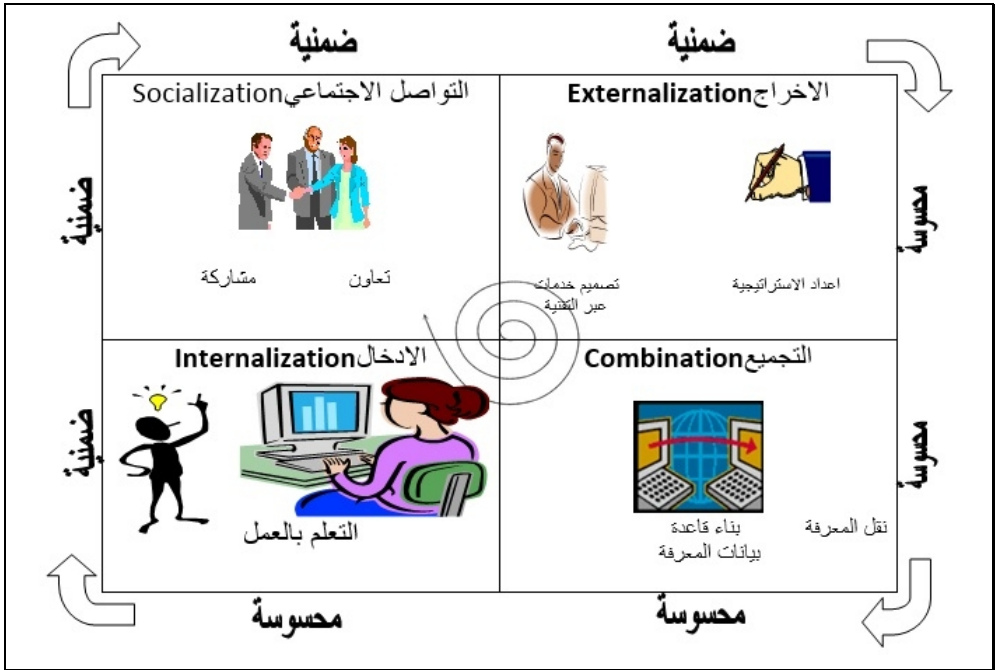 ضمنية
ضمنية
التواصل الاجتماعيSocialization
الاخراجExternalization
ضمنية
محسوسة
مشاركة
تعاون
تصميم خدمات
عبر التقنية
اعداد الاستراتيجية
الادخالInternalization
التجميعCombination
ضمنية
محسوسة
التعلم بالعمل
بناء قاعدة
بيانات المعرفة
نقل المعرفة
محسوسة
محسوسة